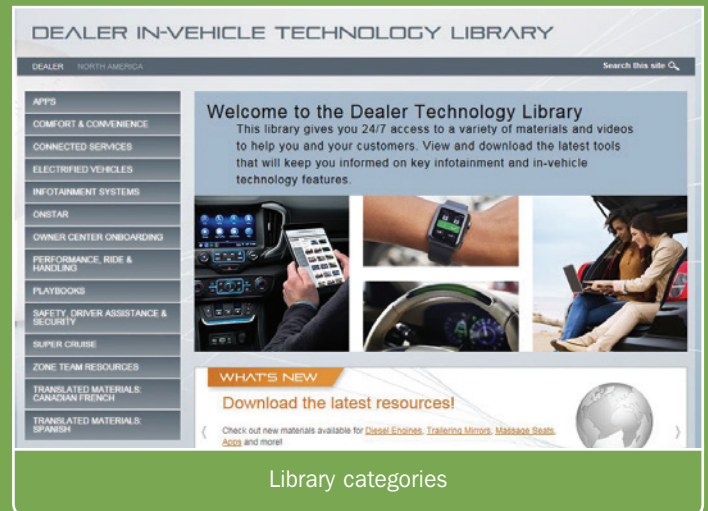 DEALER IN-VEHICLE TECHNOLOGY LIBRARY
DEALER NORTH AMERICA
Search this site
APPS
COMFORT & CONVENIENCE
CONNECTED SERVICES
ELECTRIFIED VEHICLES
INFOTAINMENT SYSTEMS
ONSTAR
OWNER CENTER ONBOARDING
PERFORMANCE, RIDE &
HANDLING
PLAYBOOKS
SAFETY, DRIVER ASSISTANCE &
SECURITY
SUPER CRUISE
ZONE TEAM RESOURCES
TRANSLATED MATERIALS:
CANADIAN FRENCH
TRANSLATED MATERIALS:
SPANISH
Welcome to the Dealer Technology Library
This library gives you 24/7 access to a variety of materials and videos
to help you and your customers. View and download the latest tools
that will keep you informed on key infotainment and in-vehicle
technology features.
WHAT'S NEW
Download the latest resources!
Check out new materials available for Diesel Engines, Trailering Mirrors, Massage Seats,
Apps and more!
Library categories